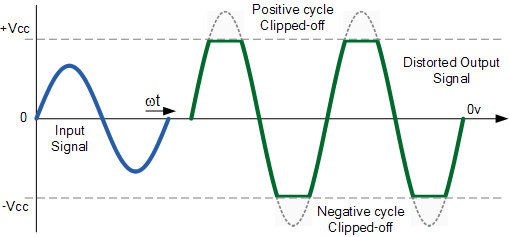 Positive cycle
Clipped-off
+Vcc
Distorted Output
Signal
ωt
0v
0
Input
Signal
-Vcc
Negative cycle
Clipped-off